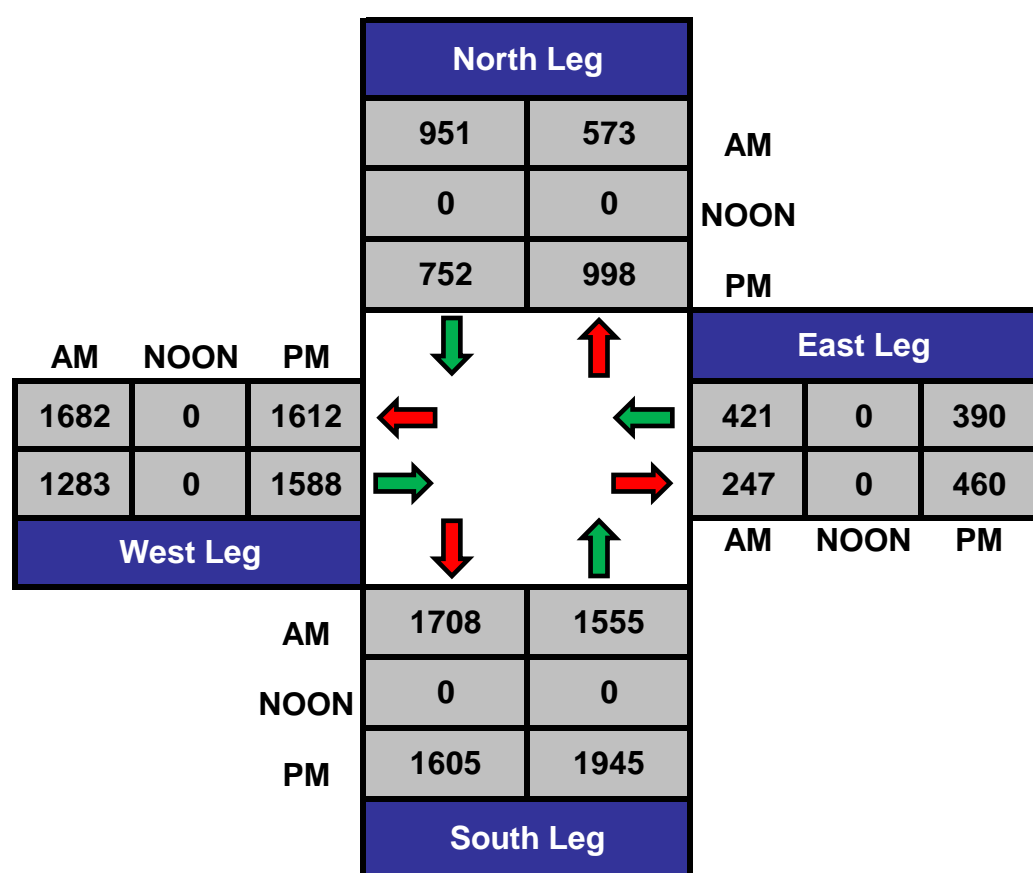 North Leg
951 573 AM
0 0 NOON
752 998 PM
East Leg
AM NOON PM
1682 0 1612 421 0 390
1283 0 1588 247 0 460
West Leg
AM NOON PM
AM 1708 1555
NOON 0 0
PM 1605 1945
South Leg